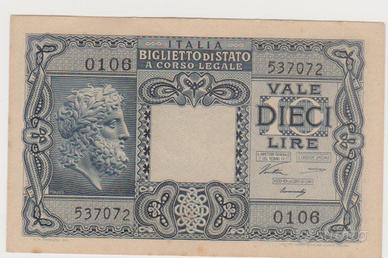 ITALIA
BIGLIETTO DI STATO
A CORSO LEGALE
0106
537072
VALE
DIECI
LIRE
537072
0106